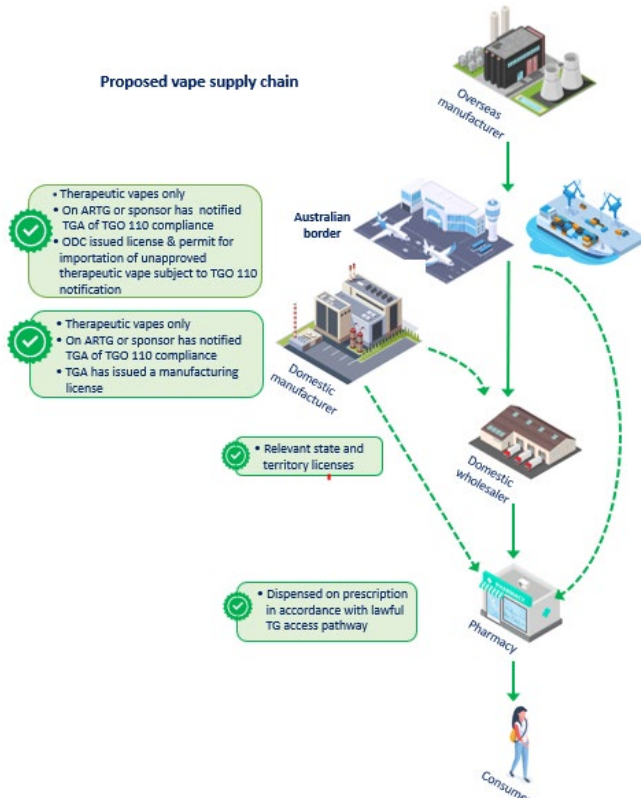 Proposed vape supply chain
Overseas
manufacturer
• Therapeutic vapes only
• On ARTG or sponsor has notified
TGA of TGO 110 compliance
• ODC issued license & permit for
importation of unapproved
therapeutic vape subject to TGO 110
notification
Australian
border
• Therapeutic vapes only
• On ARTG or sponsor has notified
TGA of TGO 110 compliance
• TGA has issued a manufacturing
license
Domestic
manufacturer
• Relevant state and
territory licenses
Domestic
wholesaler
• Dispensed on prescription
in accordance with lawful
TG access pathway
Pharmacy
Consume